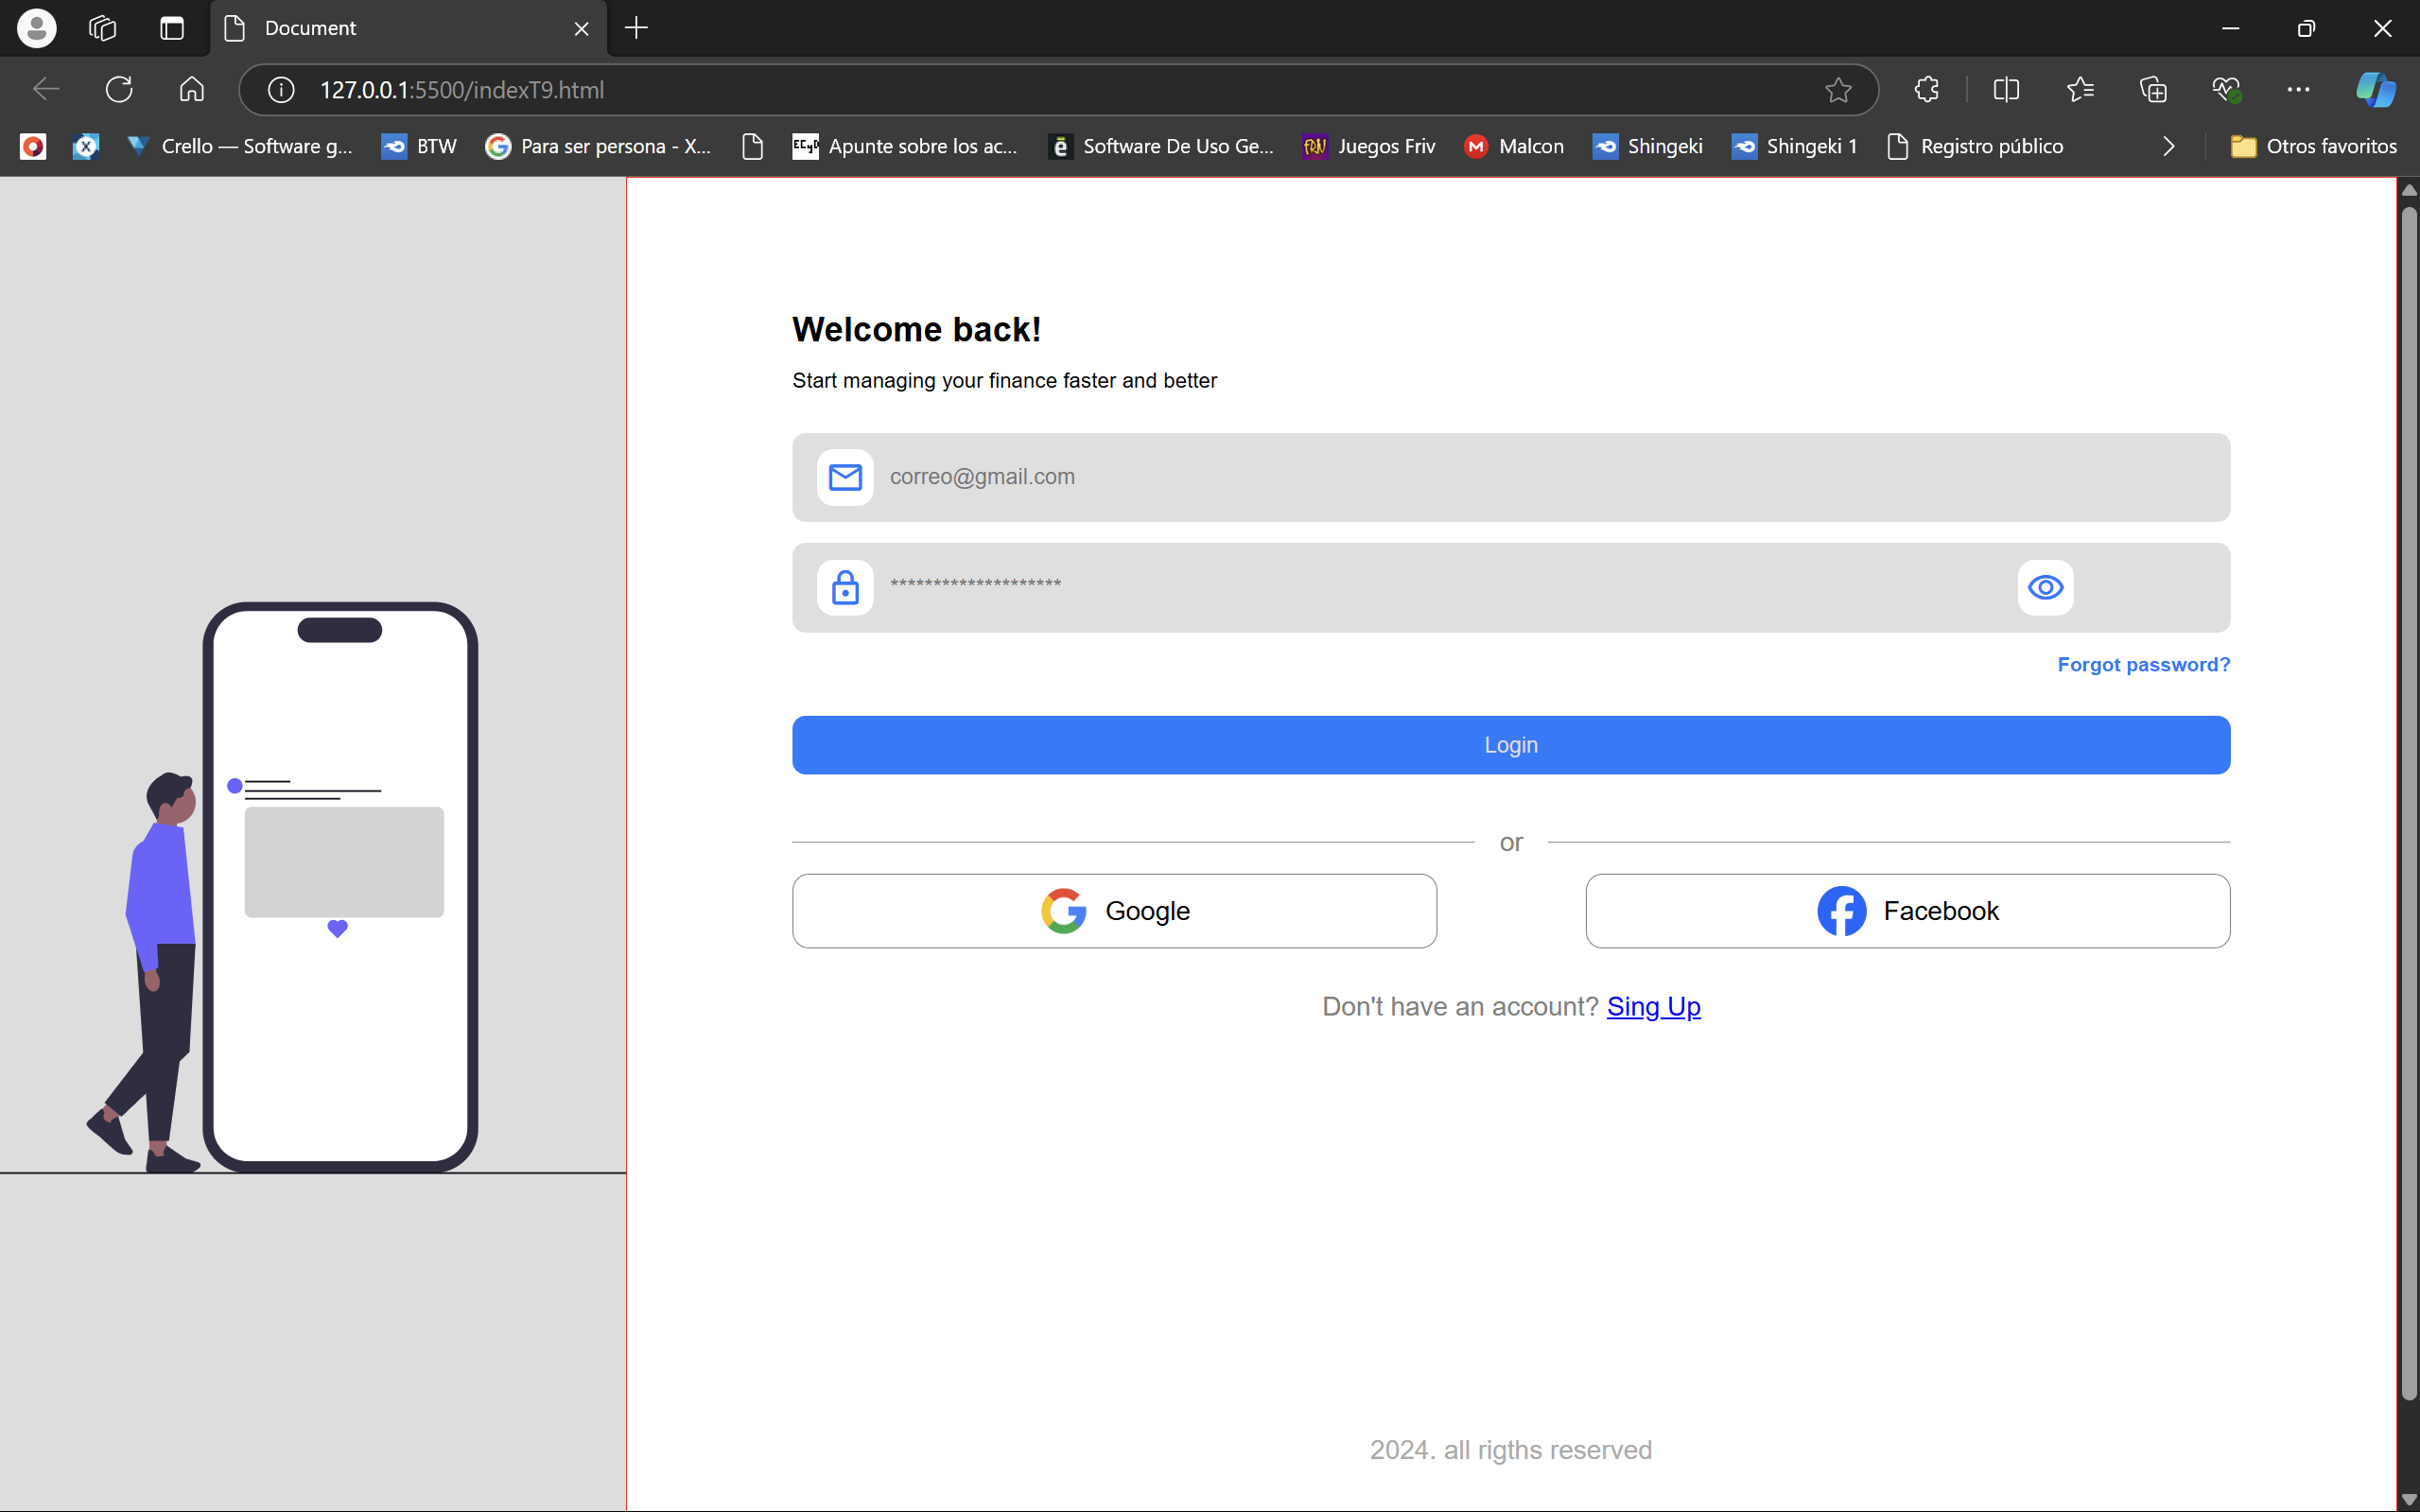 Document
127.0.0.1:5500/indexT9.html
Crello — Software g... BTW Para ser persona - X... Apunte sobre los ac... Software De Uso Ge... Juegos Friv Malcon Shingeki Shingeki 1 Registro público Otros favoritos
Welcome back!
Start managing your finance faster and better
correo@gmail.com
********************
Forgot password?
Login
or
Google
Facebook
Don't have an account? Sing Up
2024. all rigths reserved